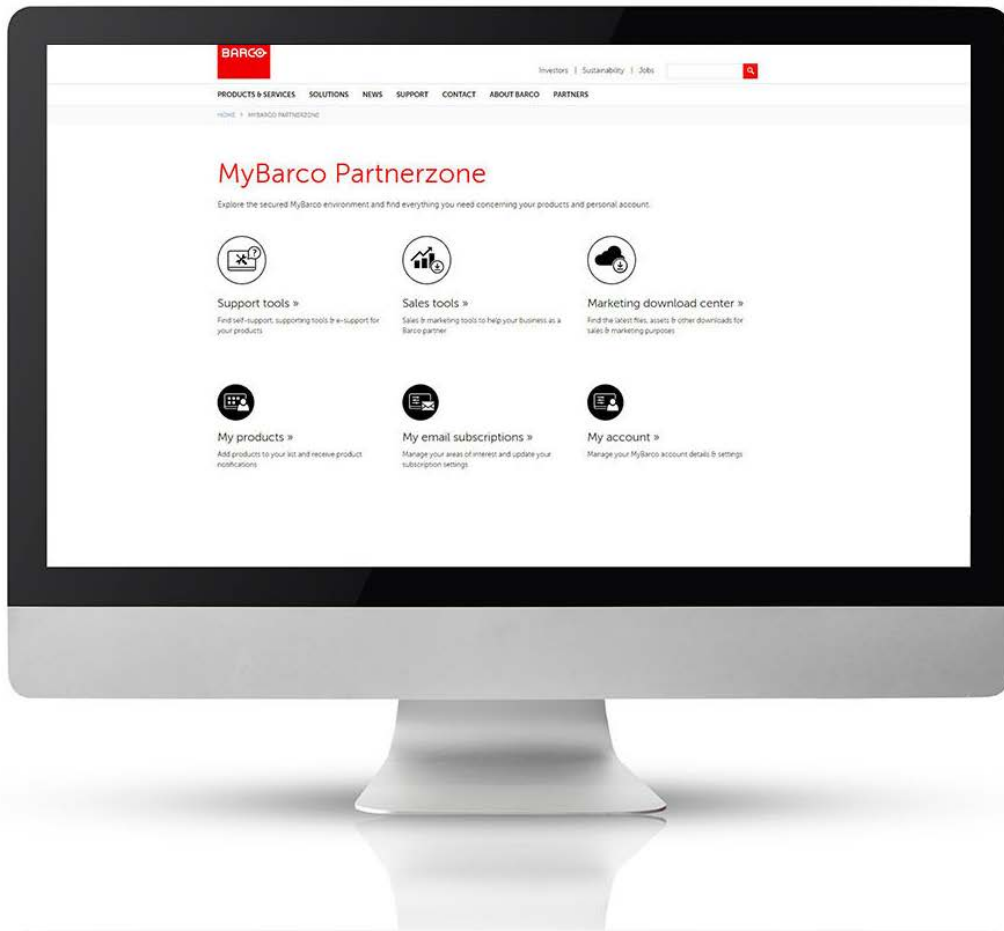 BARCO
Investors | Sustainability | Jobs
PRODUCTS & SERVICES SOLUTIONS NEWS SUPPORT CONTACT ABOUT BARCO PARTNERS
HOME > MYBARCO PARTNERZONE
MyBarco Partnerzone
Explore the secured MyBarco environment and find everything you need concerning your products and personal account.
Support tools »
Find self-support, supporting tools & e-support for
your products
Sales tools »
Sales & marketing tools to help your business as a
Barco partner
Marketing download center »
Find the latest files, assets & other downloads for
sales & marketing purposes
My products »
Add products to your list and receive product
notifications
My email subscriptions »
Manage your areas of interest and update your
subscription settings
My account »
Manage your MyBarco account details & settings